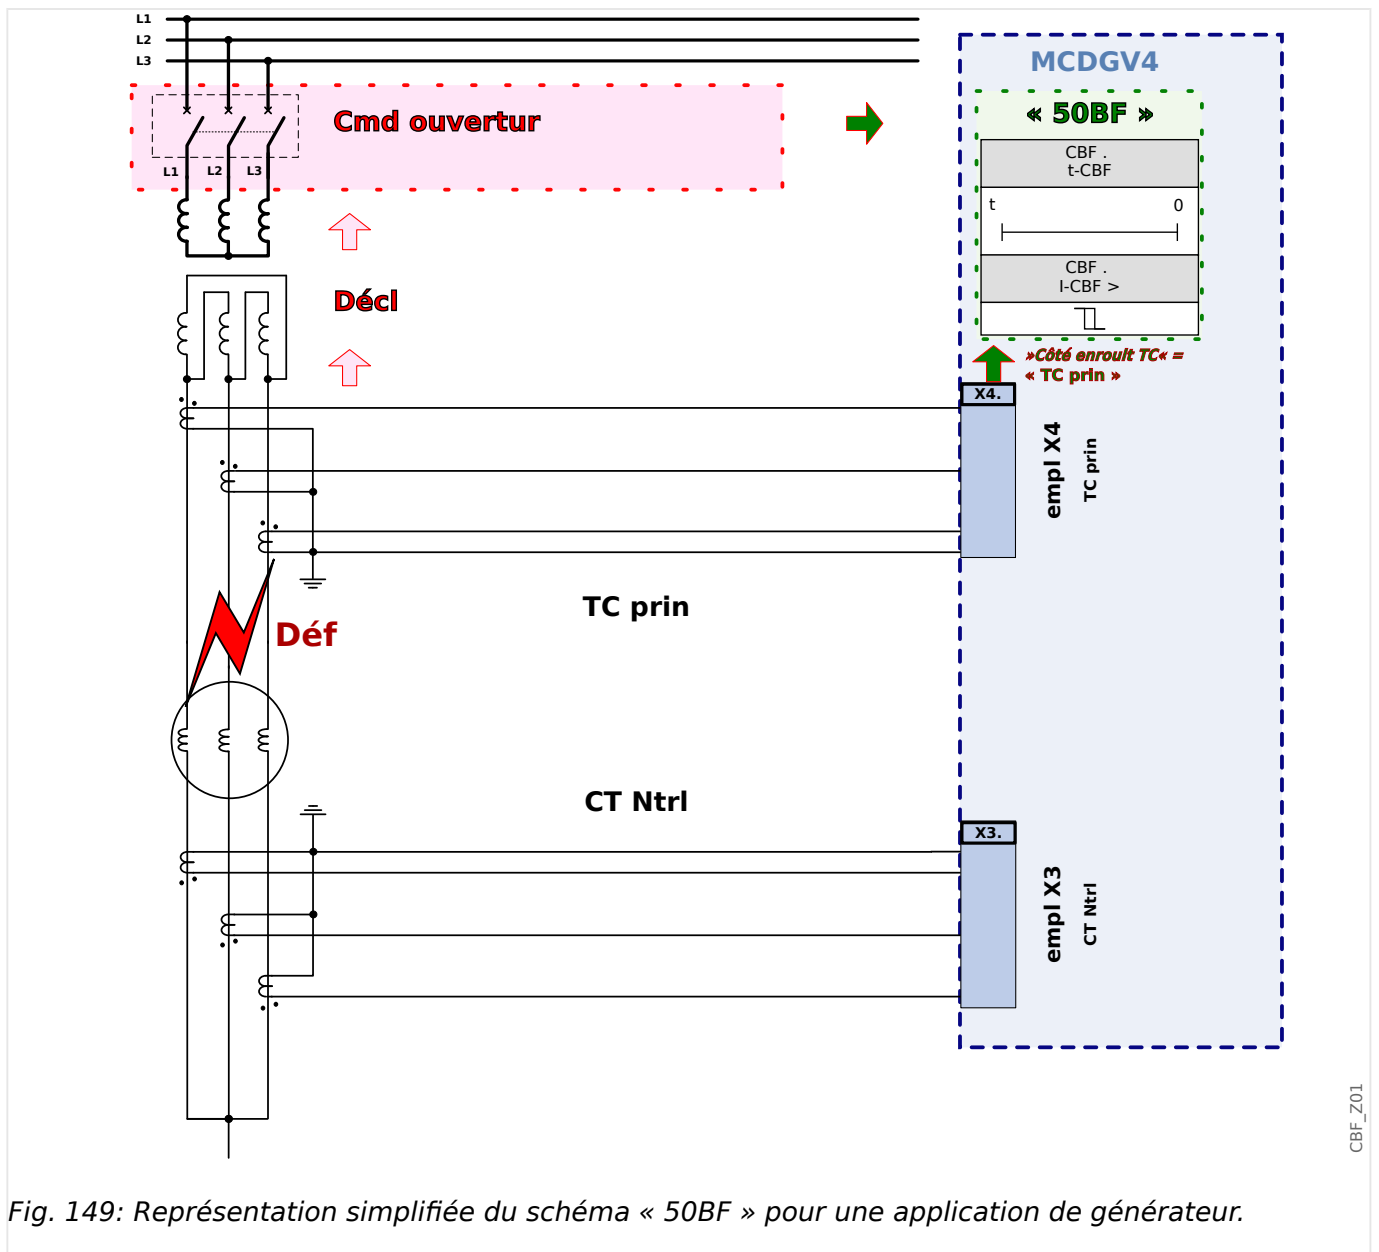 L1
L2
L3
Cmd ouvertur
L1 L2 L3
Décl
MCDGV4
« 50BF »
CBF .
t-CBF
t 0
CBF .
I-CBF >
»Côté enroult TC« =
« TC prin »
X4.
empl X4
TC prin
TC prin
Déf
CT Ntrl
X3.
empl X3
CT Ntrl
CBF_Z01
Fig. 149: Représentation simplifiée du schéma « 50BF » pour une application de générateur.